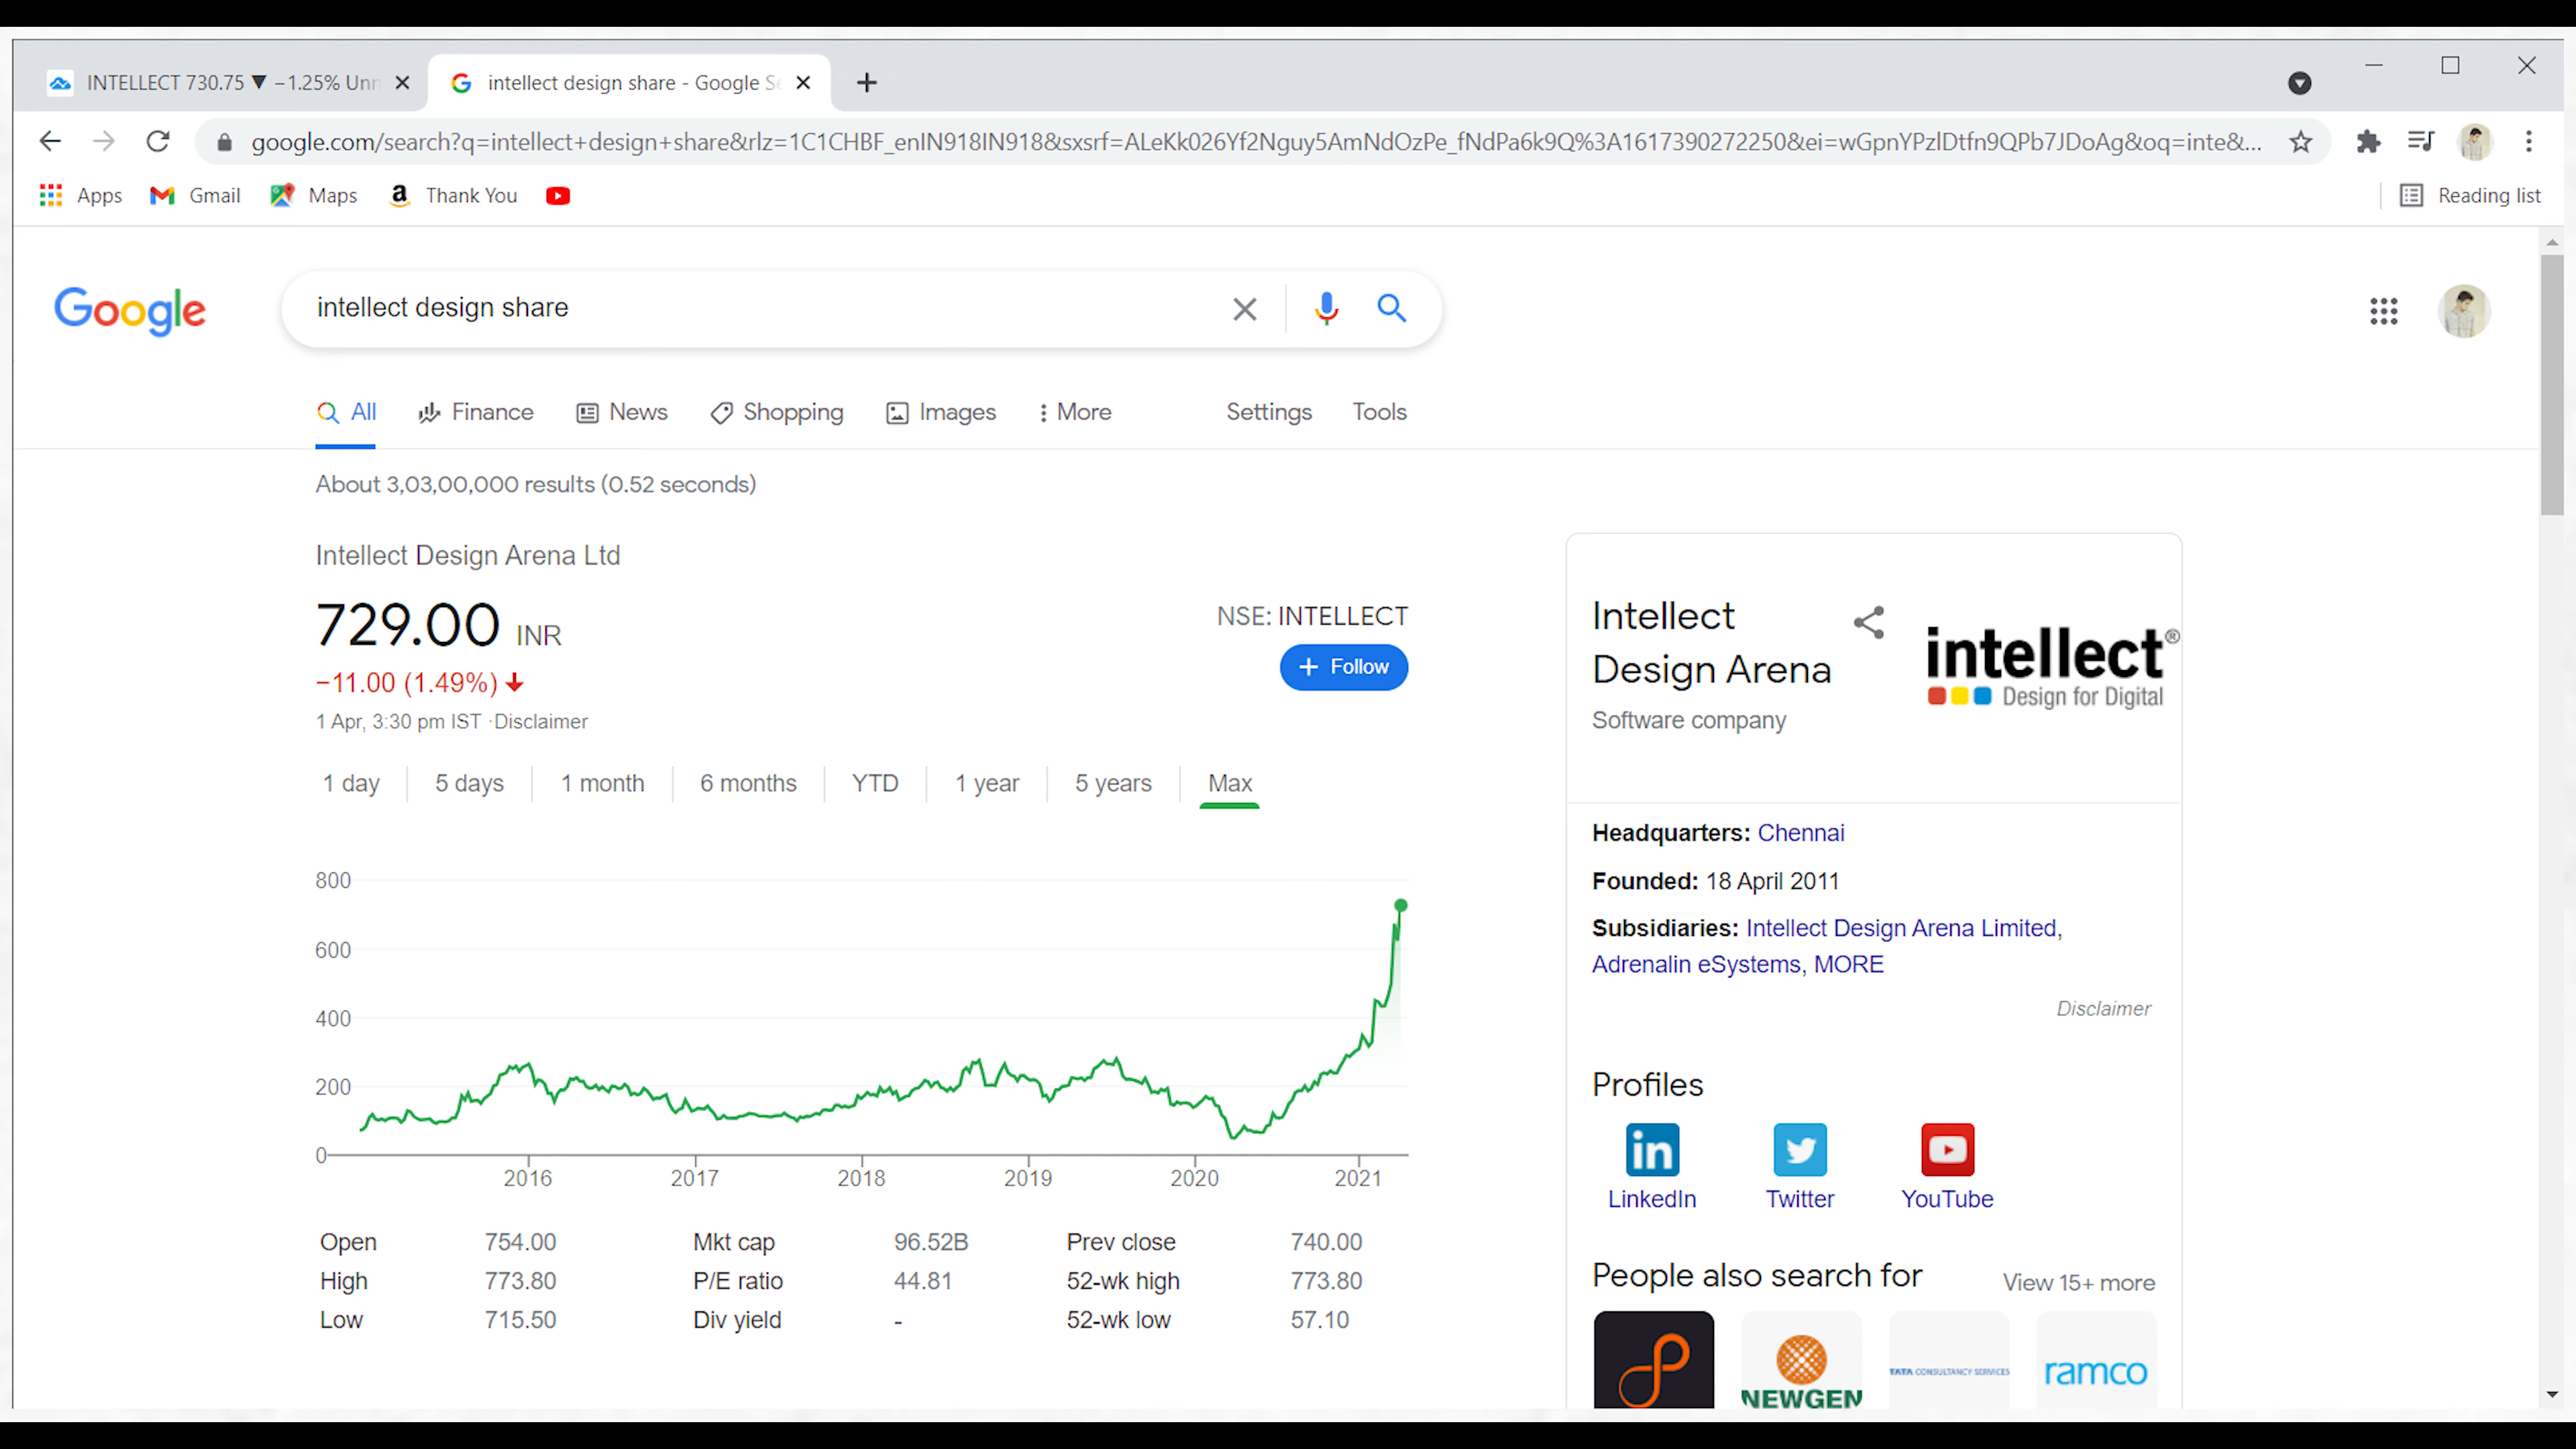 INTELLECT 730.75 ▼ −1.25% Unn
intellect design share - Google Se
google.com/search?q=intellect+design+share&rlz=1C1CHBF_enIN918IN918&sxsrf=ALeKk026Yf2Nguy5AmNdOzPe_fNdPa6k9Q%3A1617390272250&ei=wGpnYPzlDtfn9QPb7JDoAg&oq=inte&...
Apps Gmail Maps Thank You Reading list
Google
intellect design share
All Finance News Shopping Images More Settings Tools
About 3,03,00,000 results (0.52 seconds)
Intellect Design Arena Ltd
729.00 INR
NSE: INTELLECT
−11.00 (1.49%)
+ Follow
1 Apr, 3:30 pm IST · Disclaimer
1 day 5 days 1 month 6 months YTD 1 year 5 years Max
800
600
400
200
0
2016 2017 2018 2019 2020 2021
Open 754.00 Mkt cap 96.52B Prev close 740.00
High 773.80 P/E ratio 44.81 52-wk high 773.80
Low 715.50 Div yield - 52-wk low 57.10
Intellect
Design Arena
Software company
intellect®
Design for Digital
Headquarters: Chennai
Founded: 18 April 2011
Subsidiaries: Intellect Design Arena Limited,
Adrenalin eSystems, MORE
Disclaimer
Profiles
in
LinkedIn Twitter YouTube
People also search for
View 15+ more
NEWGEN
TATA CONSULTANCY SERVICES
ramco